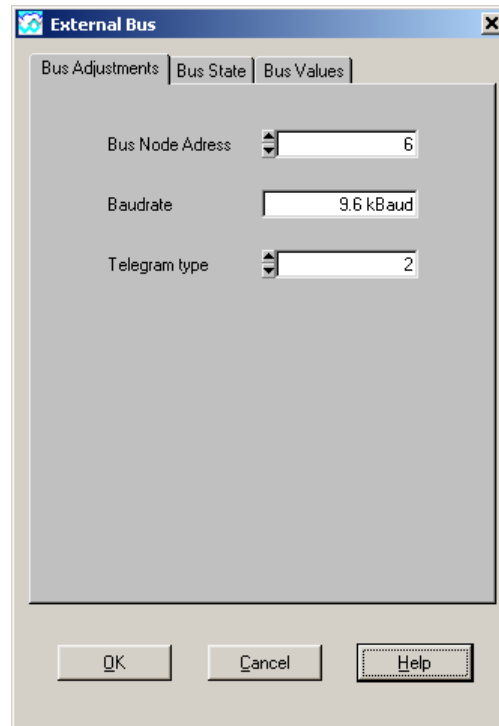 External Bus
Bus Adjustments Bus State Bus Values
Bus Node Adress 6
Baudrate 9.6 kBaud
Telegram type 2
OK Cancel Help